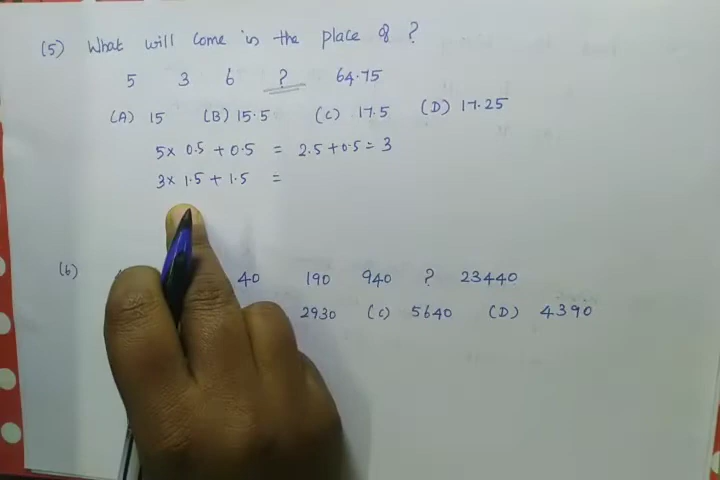 (5) What will come in the place of ?
5 3 6 ? 64.75
(A) 15 (B) 15.5 (C) 17.5 (D) 17.25
5 × 0.5 + 0.5 = 2.5 + 0.5 = 3
3 × 1.5 + 1.5 =
(6) 40 190 940 ? 23440
2930 (C) 5640 (D) 4390